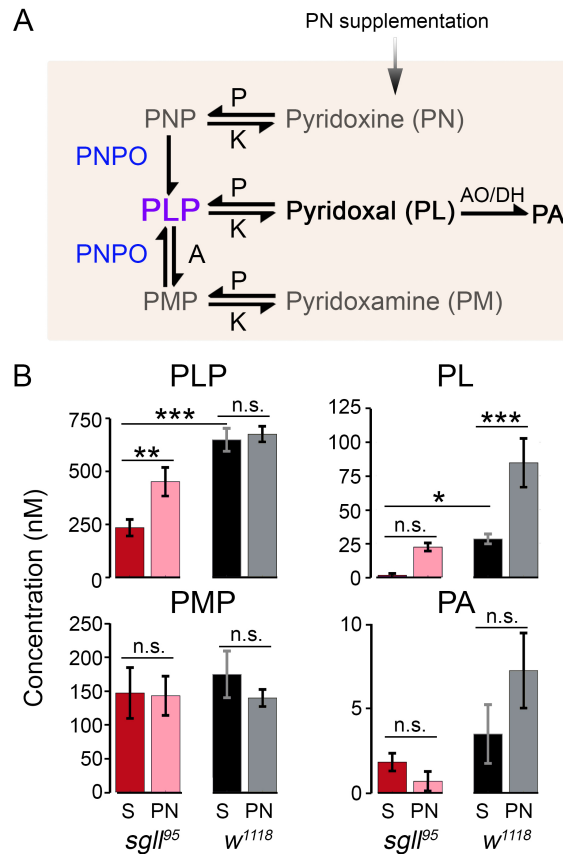 A
PN supplementation
P
PNP Pyridoxine (PN)
K
PNPO
P AO/DH
PLP Pyridoxal (PL) PA
K
PNPO A
P
PMP Pyridoxamine (PM)
K
B
PLP PL
Concentration (nM)
750
500
250
0
***
**
n.s.
125
100
75
50
25
0
n.s.
*
***
PMP PA
250
200
150
100
50
0
n.s.
n.s.
10
5
0
n.s.
n.s.
S PN S PN S PN S PN
sgll95 w1118 sgll95 w1118